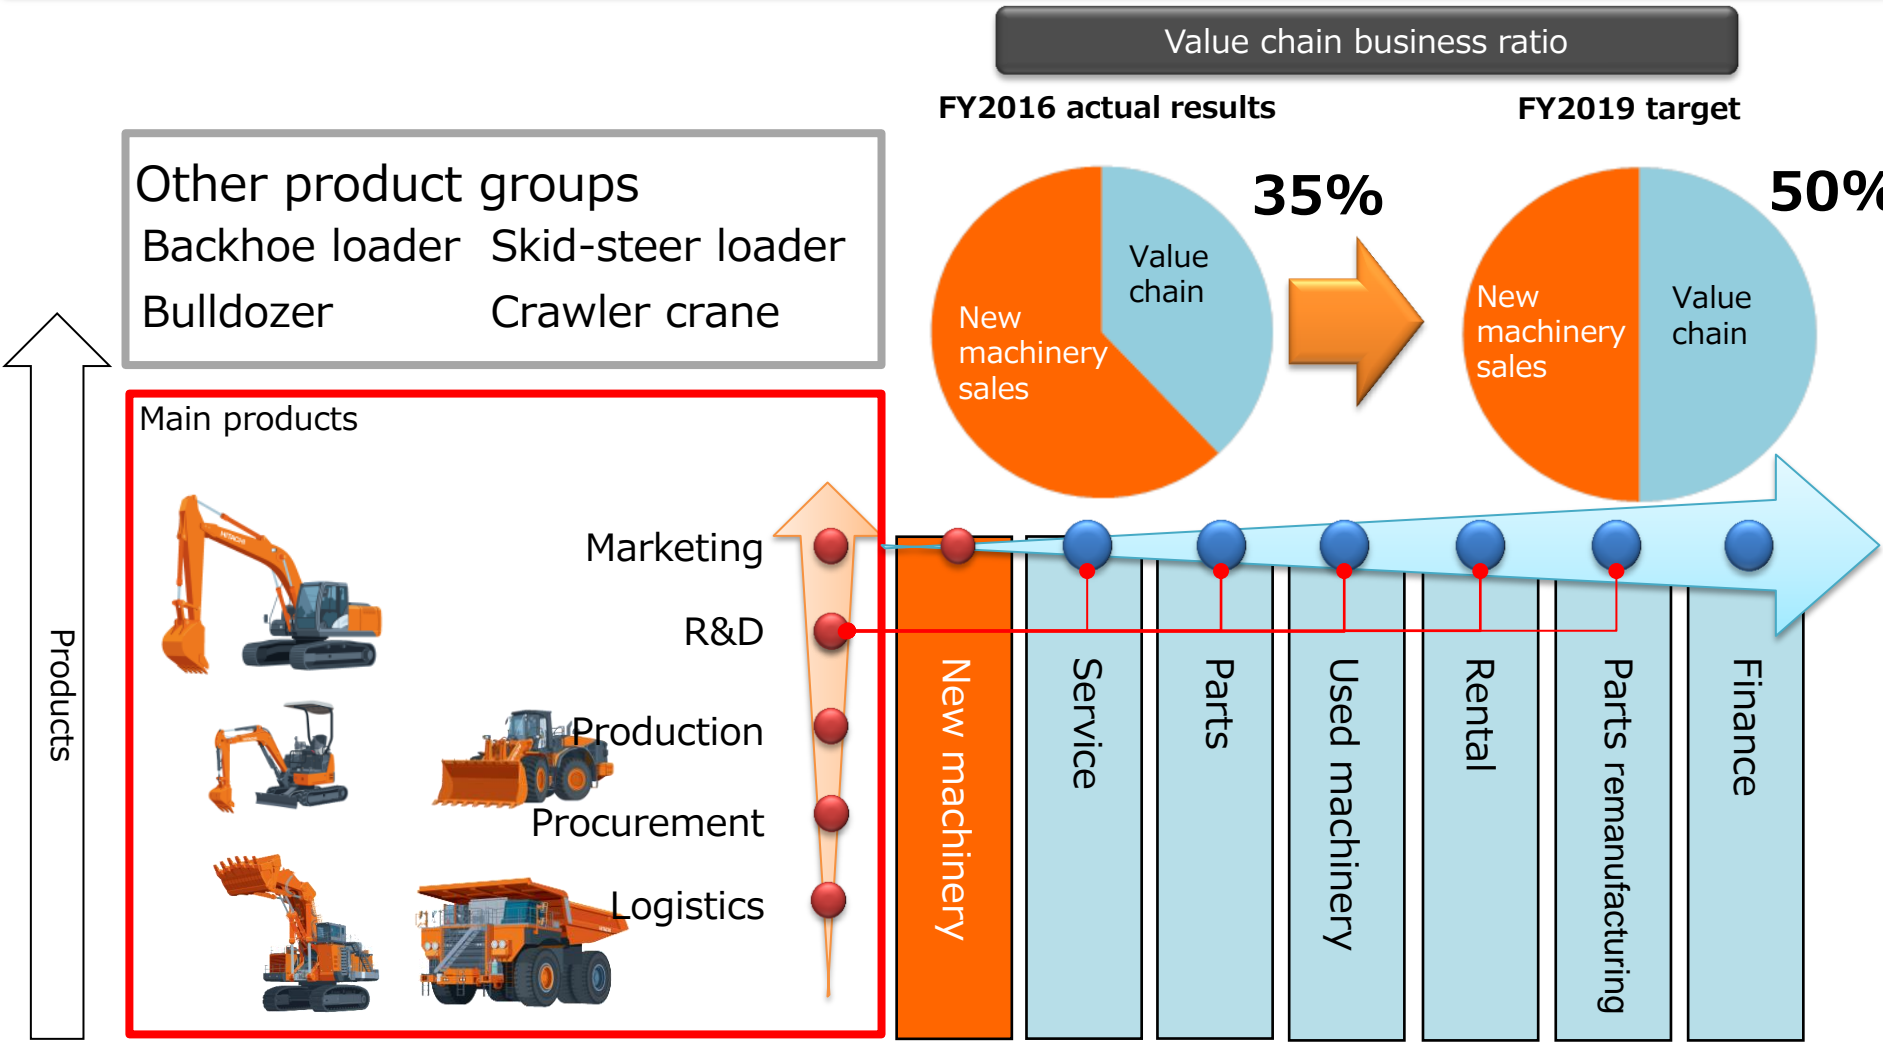 Value chain business ratio
FY2016 actual results
FY2019 target
35%
50%
Value
chain
New
machinery
sales
New
machinery
sales
Value
chain
Other product groups
Backhoe loader Skid-steer loader
Bulldozer Crawler crane
Products
Main products
HITACHI
Marketing
R&D
Production
Procurement
Logistics
New machinery
Service
Parts
Used machinery
Rental
Parts remanufacturing
Finance